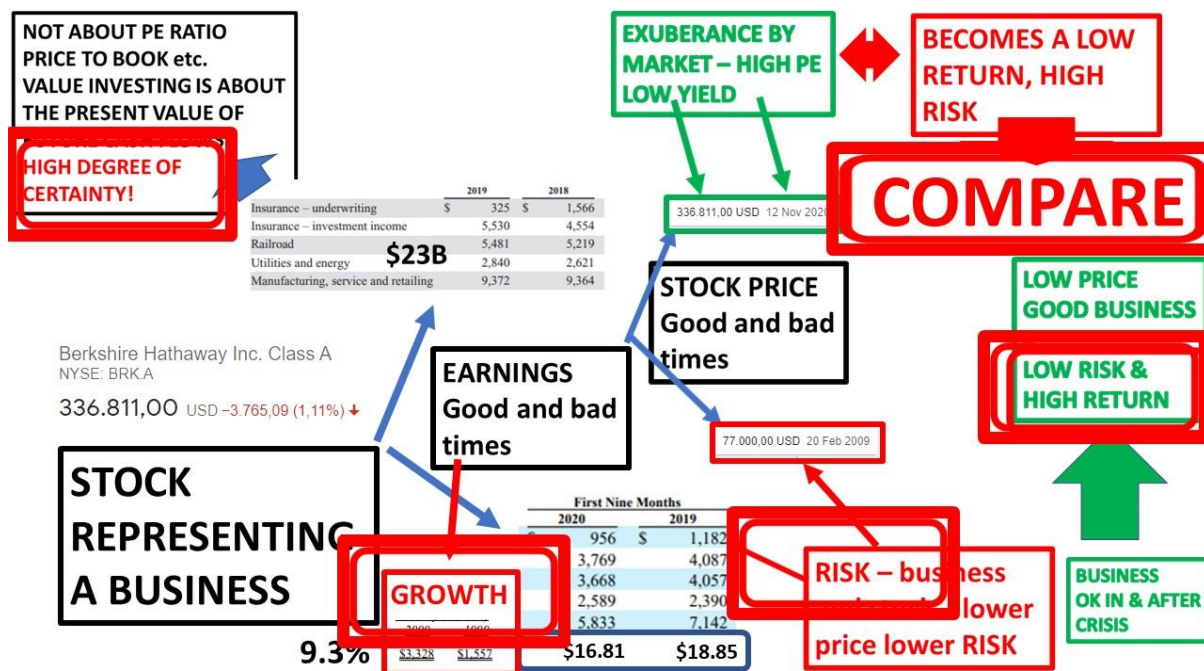 NOT ABOUT PE RATIO
PRICE TO BOOK etc.
VALUE INVESTING IS ABOUT
THE PRESENT VALUE OF
HIGH DEGREE OF
CERTAINTY!
EXUBERANCE BY
MARKET – HIGH PE
LOW YIELD
BECOMES A LOW
RETURN, HIGH
RISK
COMPARE
2019 2018
Insurance – underwriting $ 325 $ 1,566
Insurance – investment income 5,530 4,554
Railroad 5,481 5,219
Utilities and energy 2,840 2,621
Manufacturing, service and retailing 9,372 9,364
$23B
336.811,00 USD 12 Nov 2020
STOCK PRICE
Good and bad
times
LOW PRICE
GOOD BUSINESS
LOW RISK &
HIGH RETURN
Berkshire Hathaway Inc. Class A
NYSE: BRK.A
336.811,00 USD −3.765,09 (1,11%)
EARNINGS
Good and bad
times
77.000,00 USD 20 Feb 2009
STOCK
REPRESENTING
A BUSINESS
First Nine Months
2020 2019
$ 956 $ 1,182
3,769 4,087
3,668 4,057
2,589 2,390
5,833 7,142
$16.81 $18.85
GROWTH
$3,328 $1,557
9.3%
RISK – business
lower
price lower RISK
BUSINESS
OK IN & AFTER
CRISIS